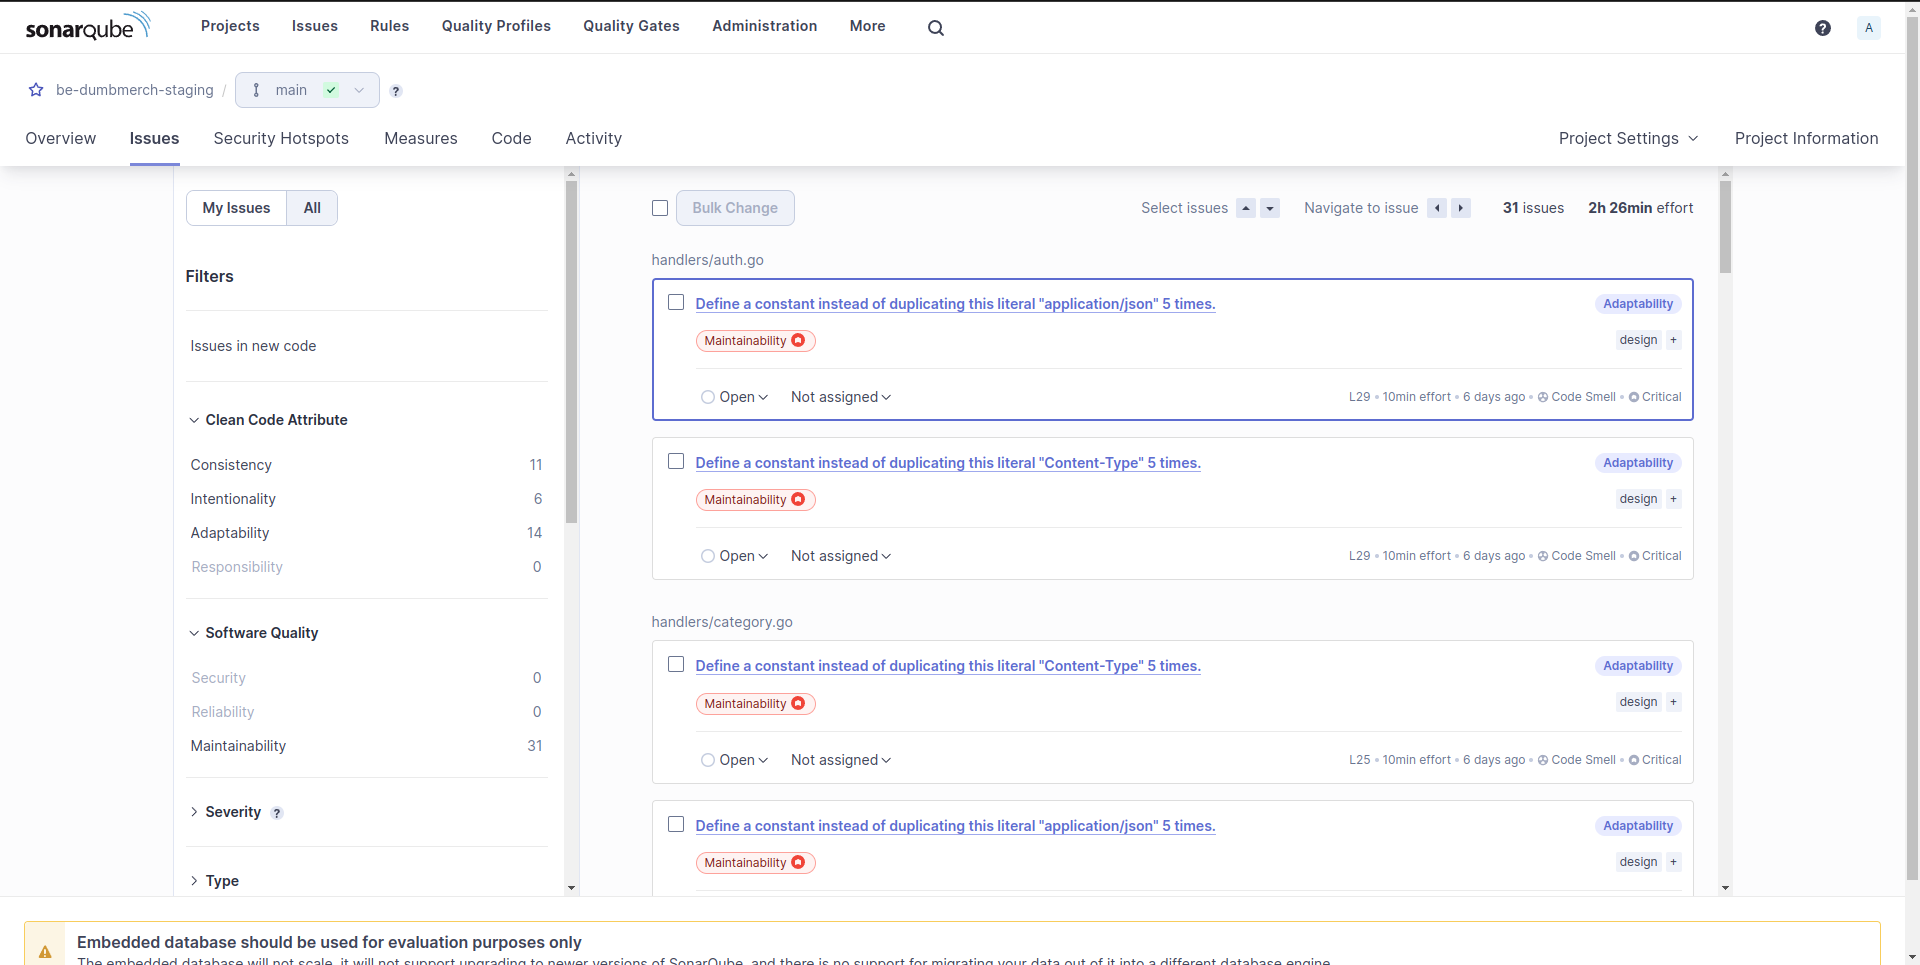 sonarqube Projects Issues Rules Quality Profiles Quality Gates Administration More ? A
be-dumbmerch-staging / main ?
Overview Issues Security Hotspots Measures Code Activity Project Settings Project Information
My Issues All
Filters
Issues in new code
Clean Code Attribute
Consistency 11
Intentionality 6
Adaptability 14
Responsibility 0
Software Quality
Security 0
Reliability 0
Maintainability 31
Severity ?
Type
Bulk Change Select issues Navigate to issue 31 issues 2h 26min effort
handlers/auth.go
Define a constant instead of duplicating this literal "application/json" 5 times. Adaptability
Maintainability design +
Open Not assigned L29 • 10min effort • 6 days ago • Code Smell • Critical
Define a constant instead of duplicating this literal "Content-Type" 5 times. Adaptability
Maintainability design +
Open Not assigned L29 • 10min effort • 6 days ago • Code Smell • Critical
handlers/category.go
Define a constant instead of duplicating this literal "Content-Type" 5 times. Adaptability
Maintainability design +
Open Not assigned L25 • 10min effort • 6 days ago • Code Smell • Critical
Define a constant instead of duplicating this literal "application/json" 5 times. Adaptability
Maintainability design +
Embedded database should be used for evaluation purposes only
The embedded database will not scale, it will not support upgrading to newer versions of SonarQube, and there is no support for migrating your data out of it into a different database engine.